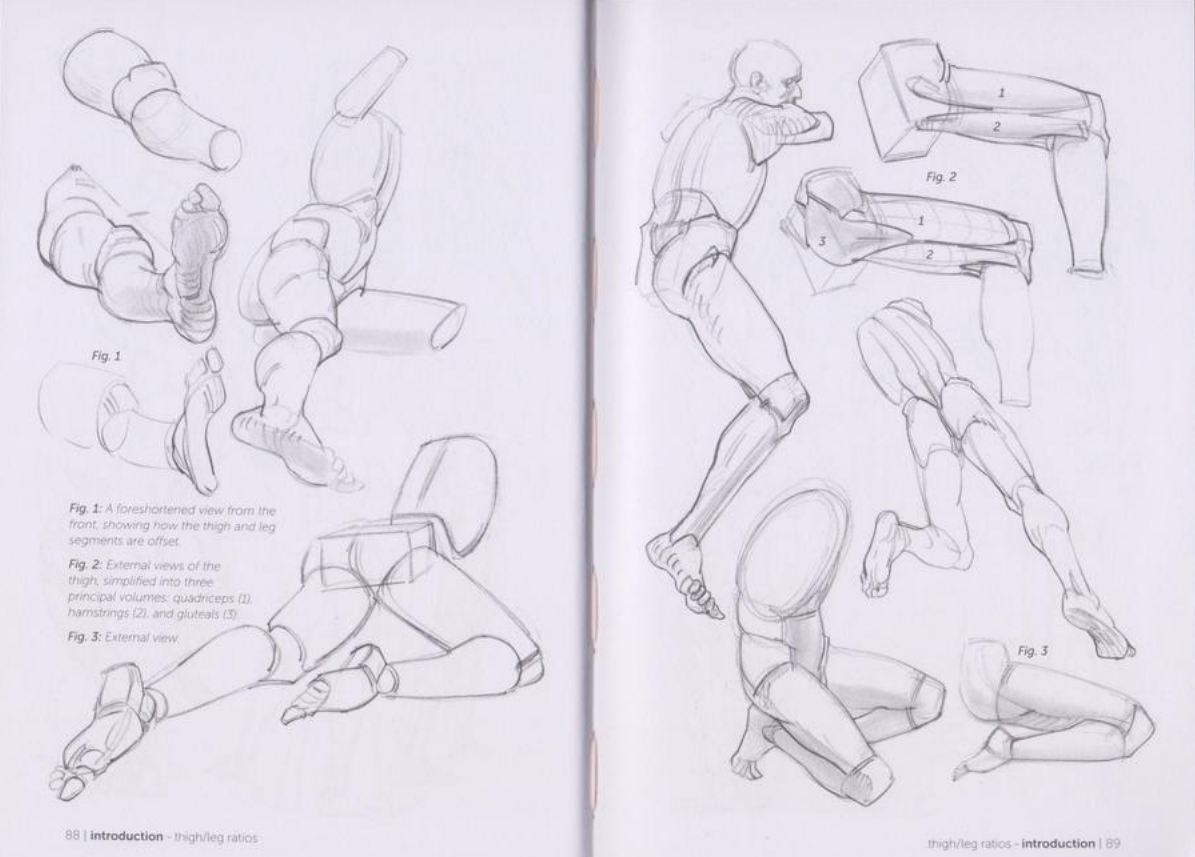 Fig. 1
Fig. 1: A foreshortened view from the
front, showing how the thigh and leg
segments are offset.
Fig. 2: External views of the
thigh, simplified into three
principal volumes: quadriceps (1),
hamstrings (2), and gluteals (3).
Fig. 3: External view.
88 | introduction - thigh/leg ratios
1
2
Fig. 2
1
3
2
Fig. 3
thigh/leg ratios - introduction | 89